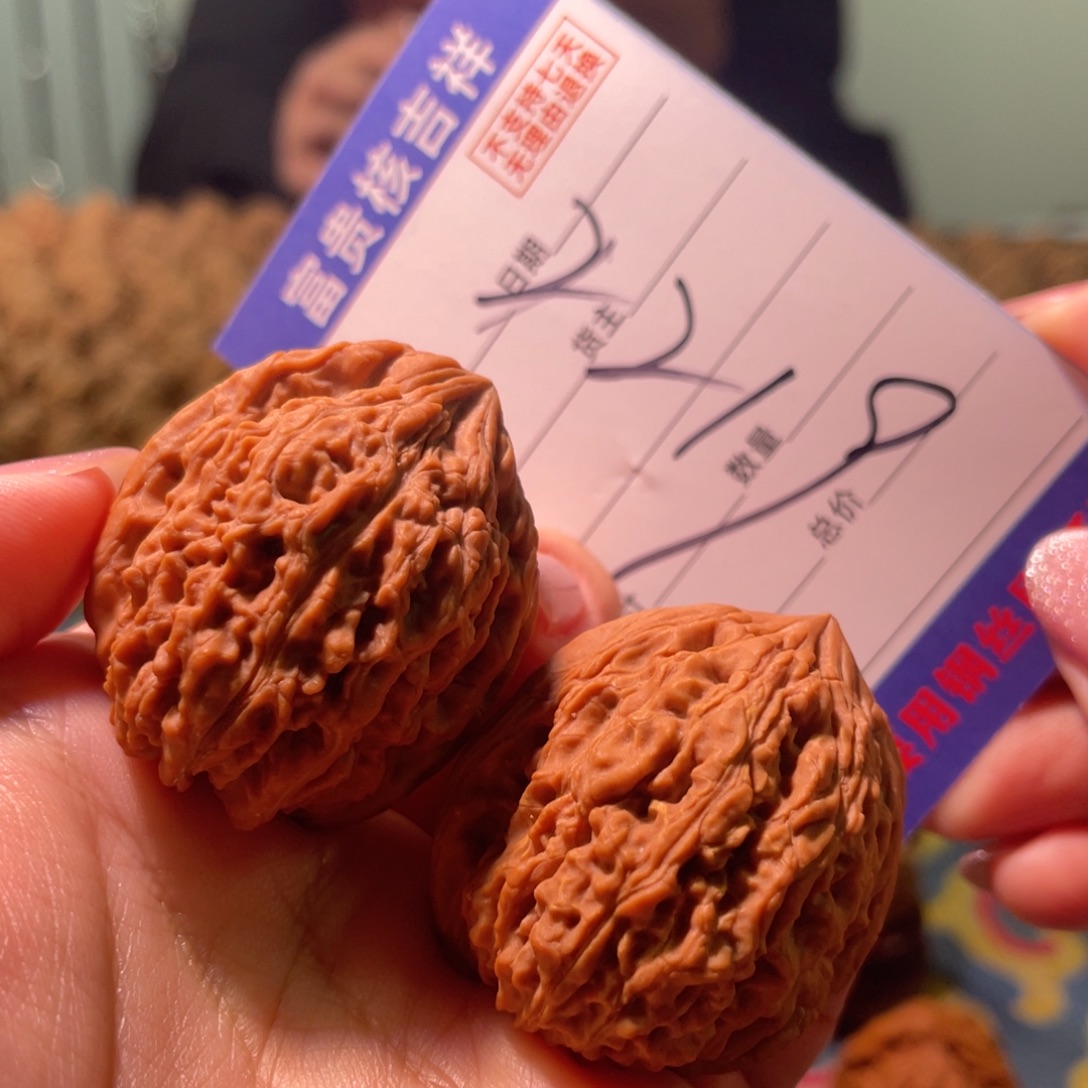 富贵核吉祥
不支持七天
无理由退换
日期
货主
数量
总价
2219
用钢丝